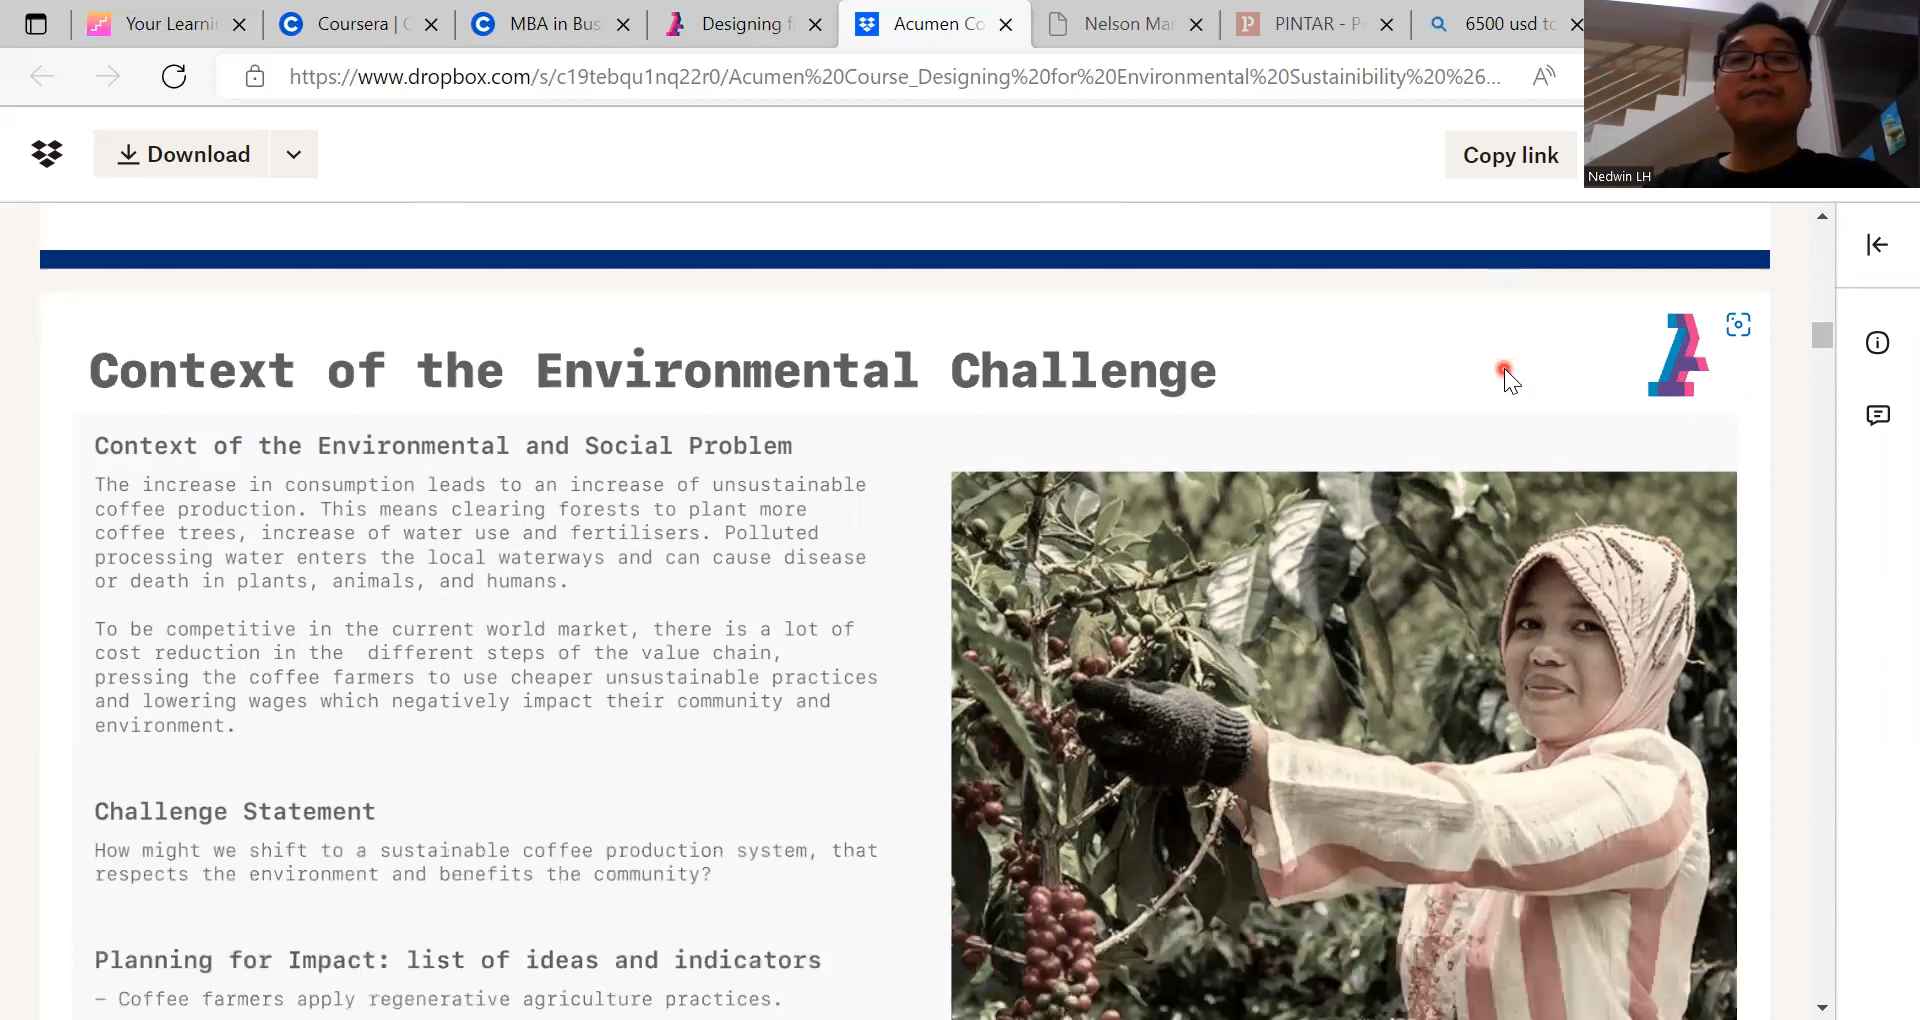 Your Learni
Coursera | C
MBA in Bus
Designing f
Acumen Co
Nelson Ma
PINTAR - P
6500 usd to
https://www.dropbox.com/s/c19tebqu1nq22r0/Acumen%20Course_Designing%20for%20Environmental%20Sustainibility%20%26...
Download
Copy link
Nedwin LH
Context of the Environmental Challenge
Context of the Environmental and Social Problem
The increase in consumption leads to an increase of unsustainable
coffee production. This means clearing forests to plant more
coffee trees, increase of water use and fertilisers. Polluted
processing water enters the local waterways and can cause disease
or death in plants, animals, and humans.
To be competitive in the current world market, there is a lot of
cost reduction in the different steps of the value chain,
pressing the coffee farmers to use cheaper unsustainable practices
and lowering wages which negatively impact their community and
environment.
Challenge Statement
How might we shift to a sustainable coffee production system, that
respects the environment and benefits the community?
Planning for Impact: list of ideas and indicators
– Coffee farmers apply regenerative agriculture practices.